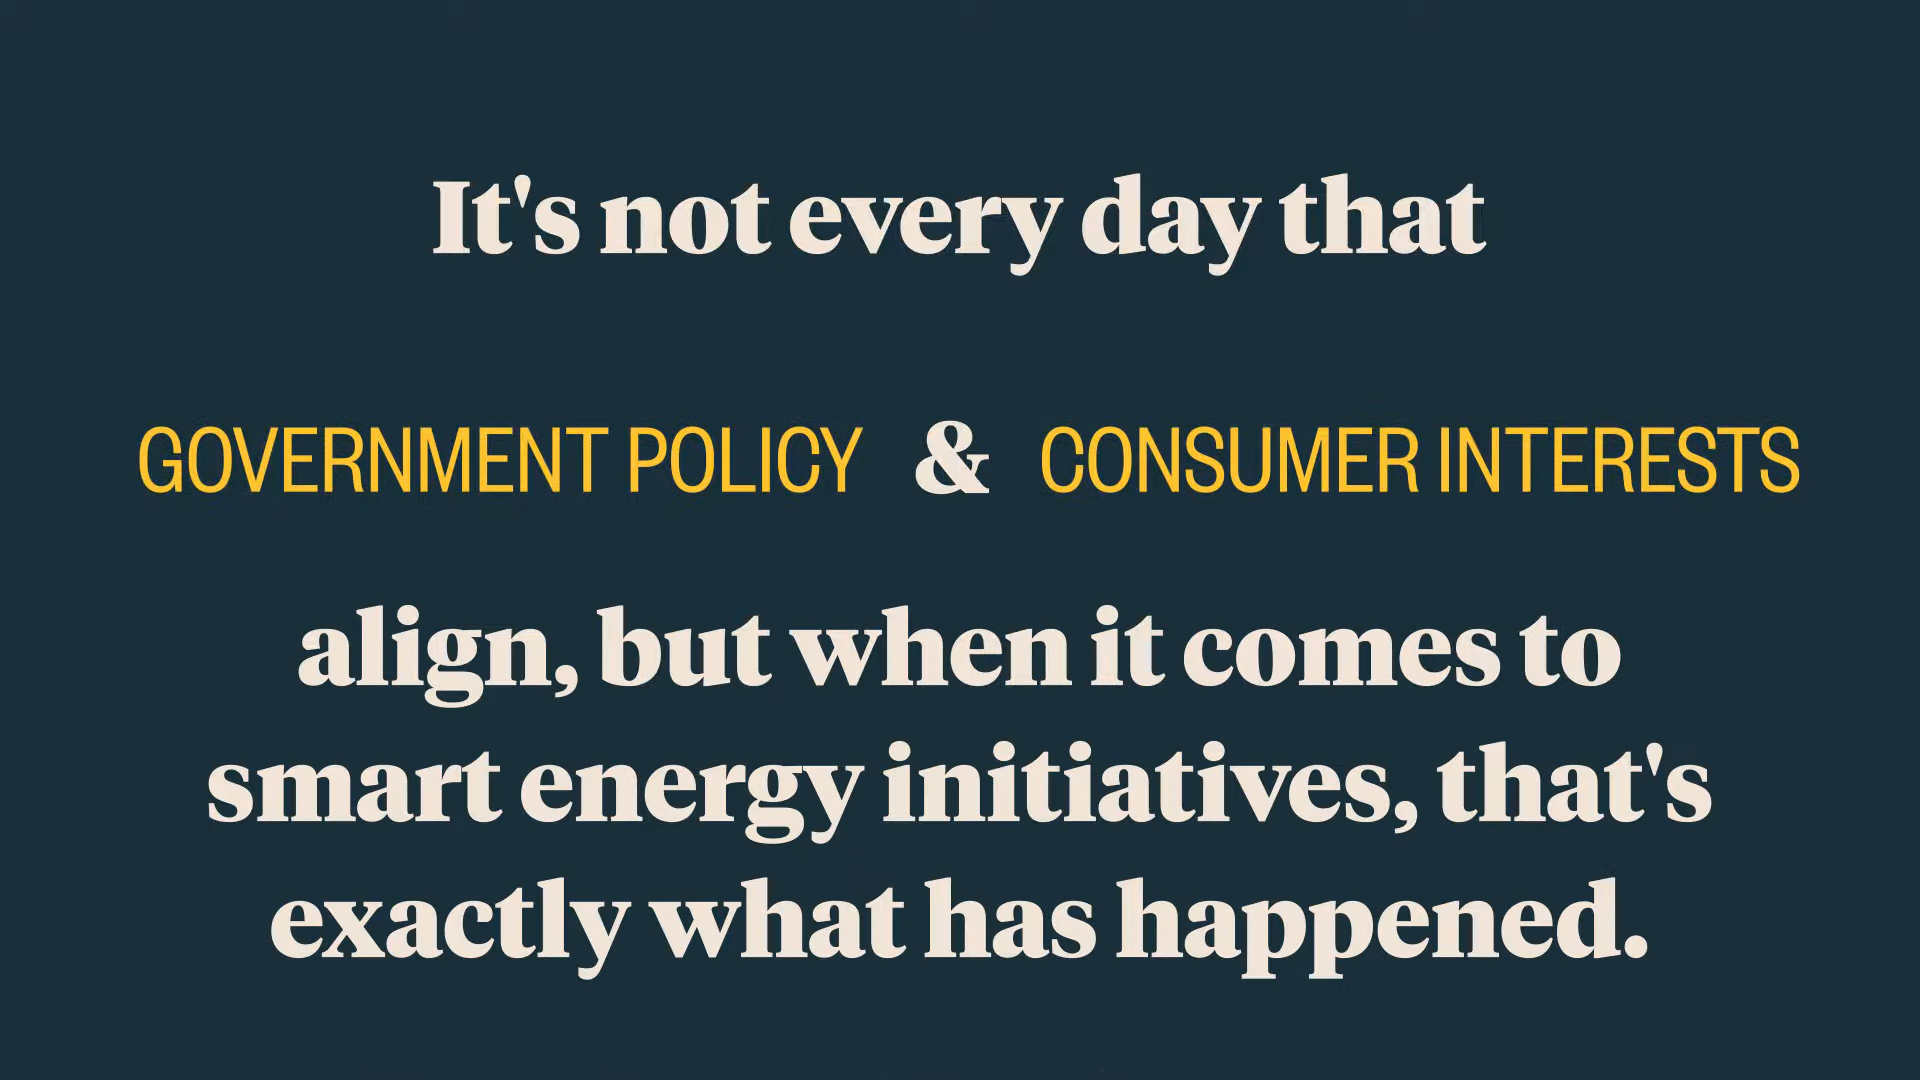 It's not every day that
GOVERNMENT POLICY & CONSUMER INTERESTS
align, but when it comes to
smart energy initiatives, that's
exactly what has happened.